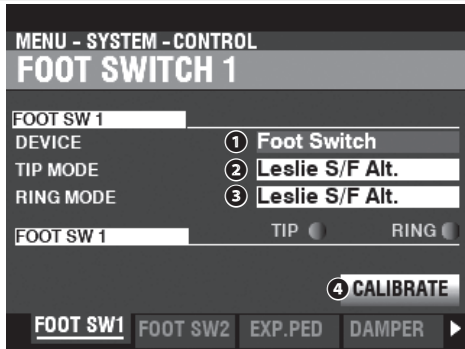 MENU - SYSTEM - CONTROL
FOOT SWITCH 1
FOOT SW 1
DEVICE 1 Foot Switch
TIP MODE 2 Leslie S/F Alt.
RING MODE 3 Leslie S/F Alt.
FOOT SW 1 TIP RING
4 CALIBRATE
FOOT SW1 FOOT SW2 EXP.PED DAMPER